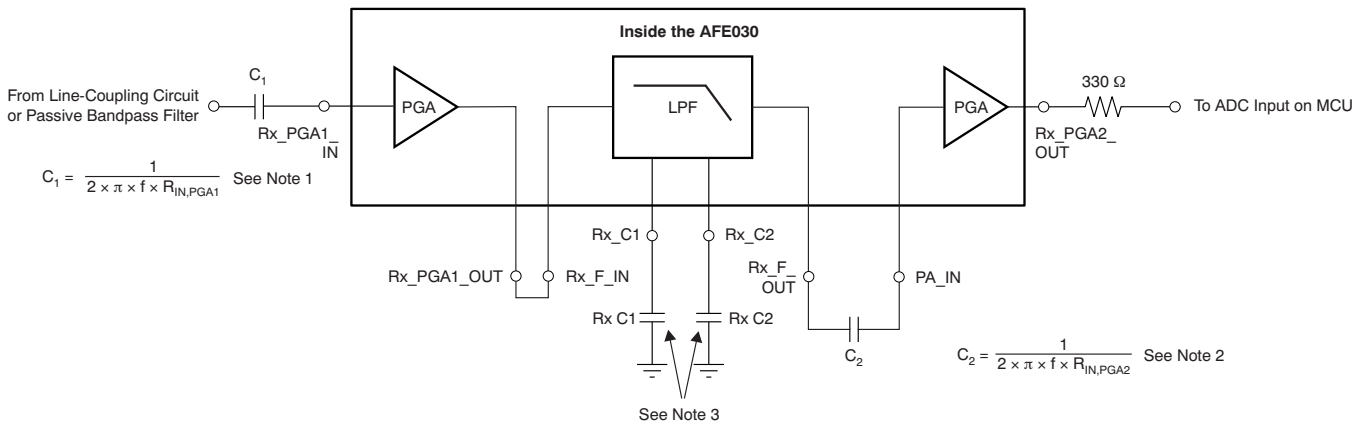 Inside the AFE030
From Line-Coupling Circuit
or Passive Bandpass Filter
C1
Rx_PGA1_
IN
PGA
LPF
PGA
Rx_PGA2_
OUT
330 Ω
To ADC Input on MCU
C1 = 1 / (2 × π × f × RIN,PGA1) See Note 1
Rx_C1
Rx_C2
Rx_PGA1_OUT
Rx_F_IN
Rx_F_
OUT
PA_IN
Rx C1
Rx C2
C2
C2 = 1 / (2 × π × f × RIN,PGA2) See Note 2
See Note 3